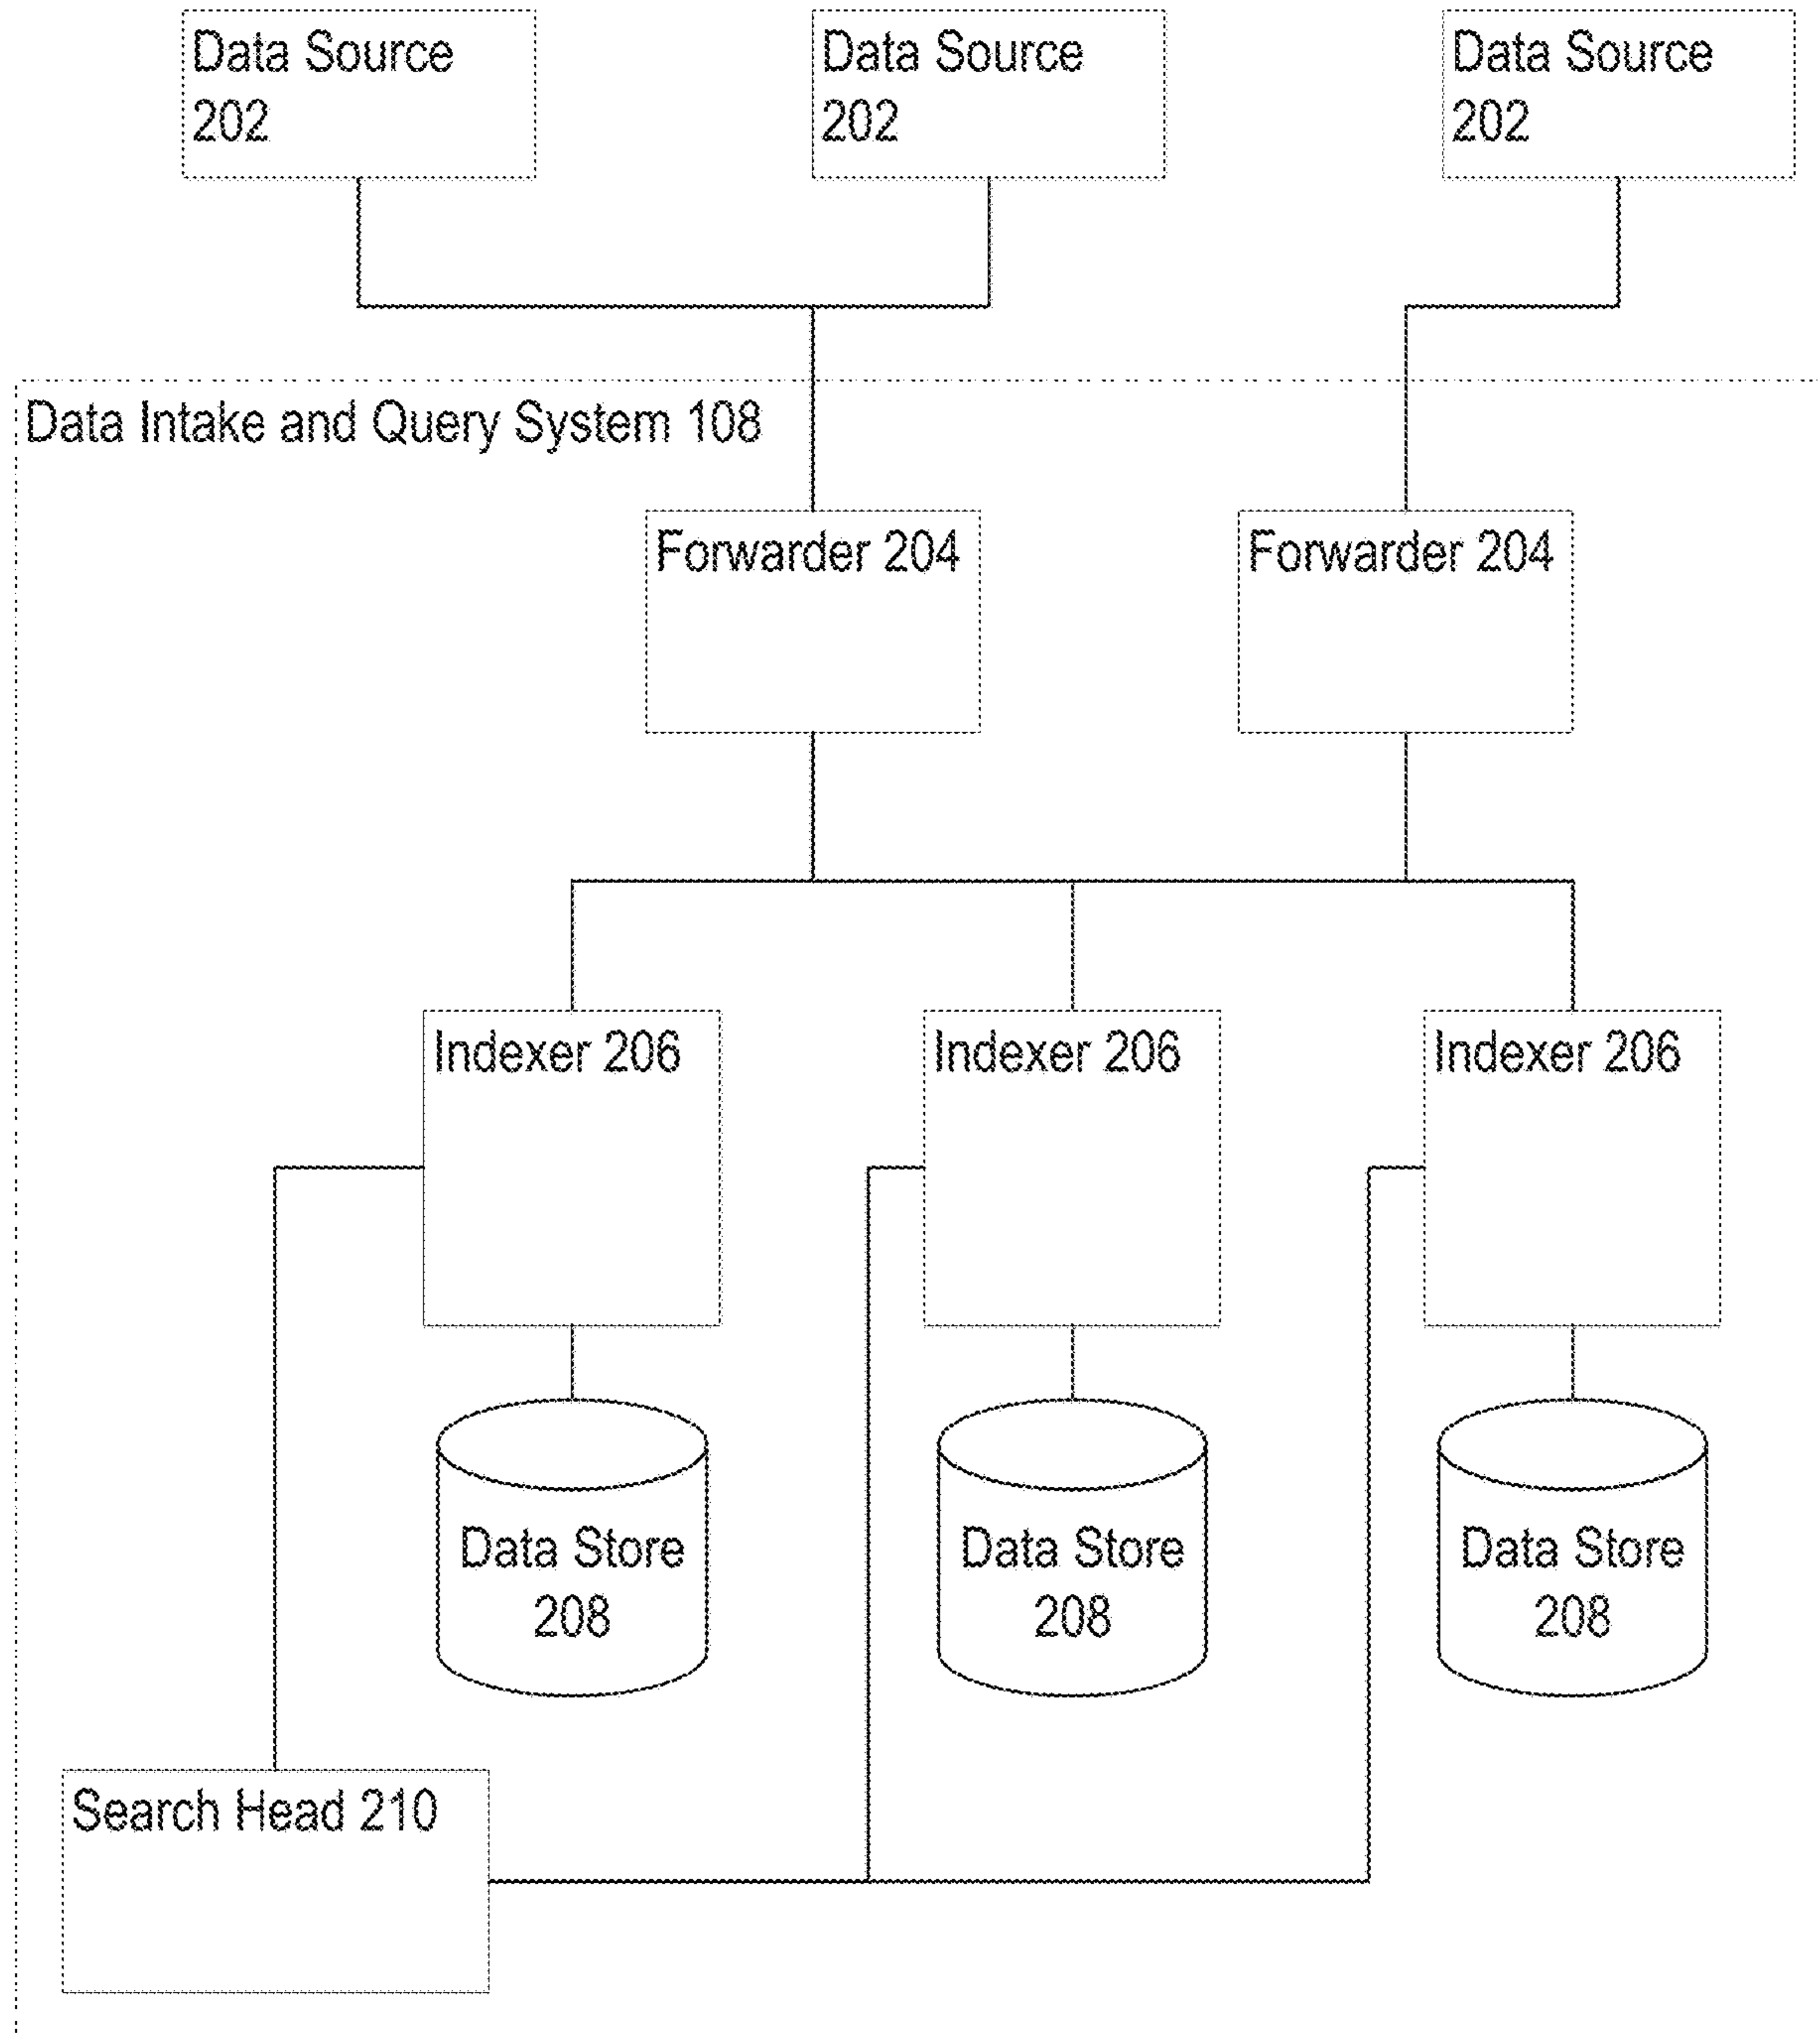 Data Source
202
Data Source
202
Data Source
202
Data Intake and Query System 108
Forwarder 204
Forwarder 204
Indexer 206
Indexer 206
Indexer 206
Data Store
208
Data Store
208
Data Store
208
Search Head 210